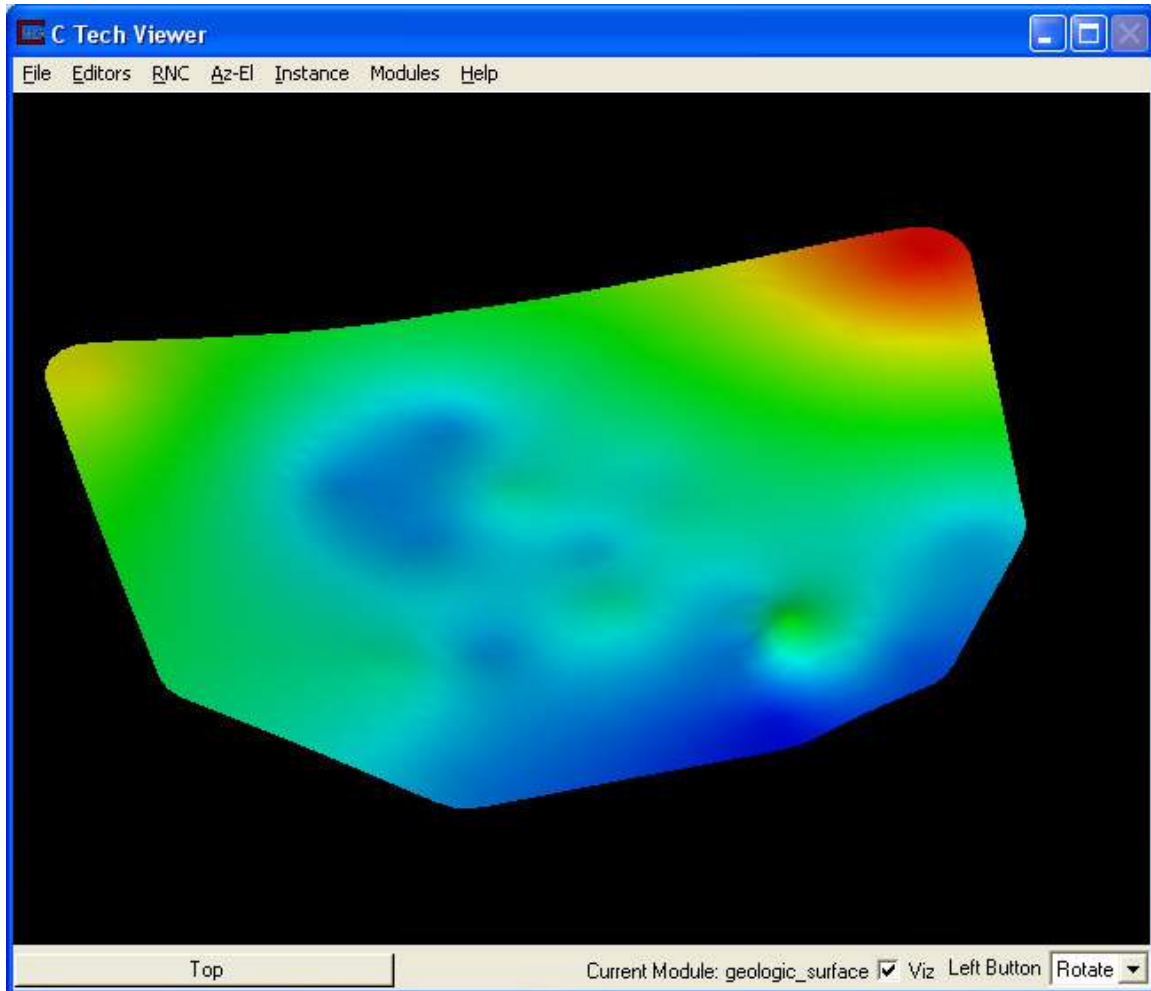 C Tech Viewer
File Editors RNC Az-El Instance Modules Help
Top Current Module: geologic_surface Viz Left Button Rotate